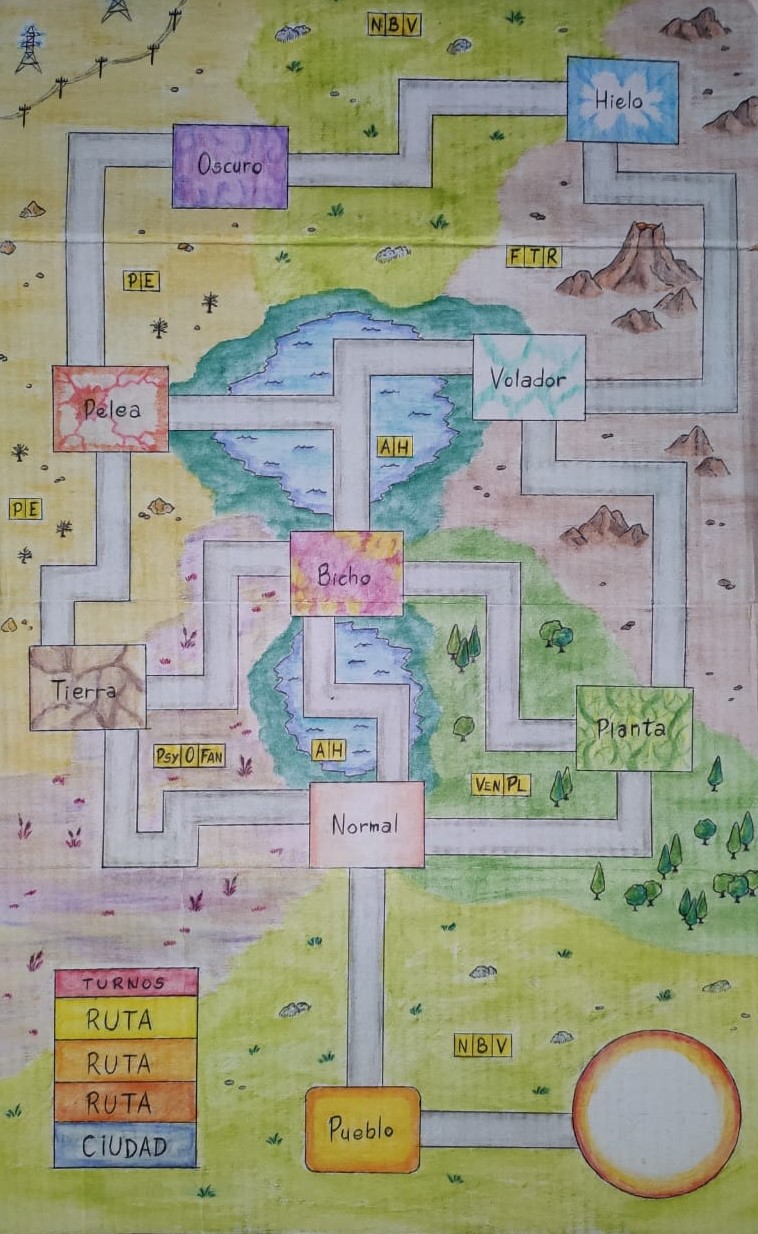 N B V
Hielo
Oscuro
F T R
P E
Volador
Pelea
A H
P E
Bicho
Tierra
Planta
Psy O Fan
A H
Ven PL
Normal
TURNOS
RUTA
RUTA
RUTA
CIUDAD
N B V
Pueblo